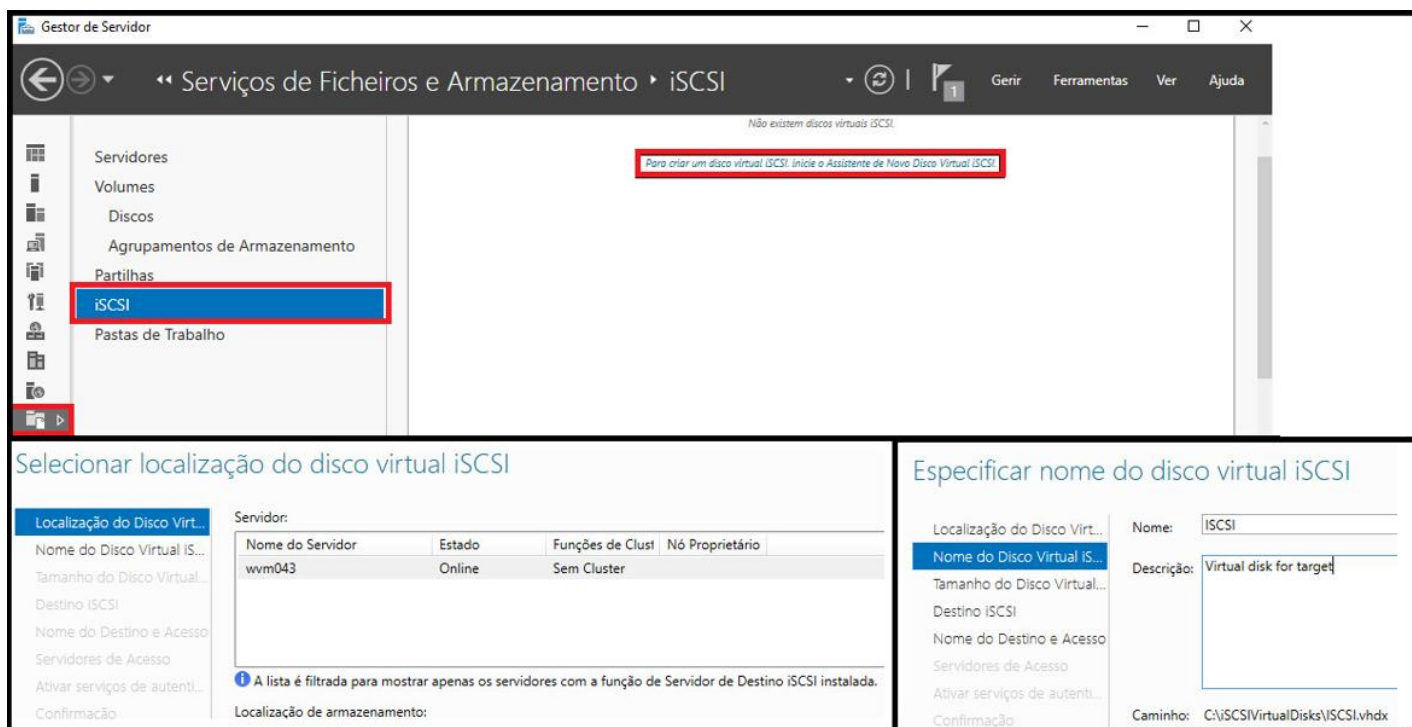 Gestor de Servidor
Serviços de Ficheiros e Armazenamento iSCSI
1
Gerir Ferramentas Ver Ajuda
Servidores
Volumes
Discos
Agrupamentos de Armazenamento
Partilhas
iSCSI
Pastas de Trabalho
Não existem discos virtuais iSCSI.
Para criar um disco virtual iSCSI, inicie o Assistente de Novo Disco Virtual iSCSI.
Selecionar localização do disco virtual iSCSI
Localização do Disco Virt...
Nome do Disco Virtual iS...
Tamanho do Disco Virtual...
Destino iSCSI
Nome do Destino e Acesso
Servidores de Acesso
Ativar serviços de autenti...
Confirmação
Servidor:
Nome do Servidor Estado Funções de Clust Nó Proprietário
wvm043 Online Sem Cluster
A lista é filtrada para mostrar apenas os servidores com a função de Servidor de Destino iSCSI instalada.
Localização de armazenamento:
Especificar nome do disco virtual iSCSI
Localização do Disco Virt...
Nome do Disco Virtual iS...
Tamanho do Disco Virtual...
Destino iSCSI
Nome do Destino e Acesso
Servidores de Acesso
Ativar serviços de autenti...
Confirmação
Nome: ISCSI
Descrição: Virtual disk for target
Caminho: C:\iSCSIVirtualDisks\ISCSI.vhdx